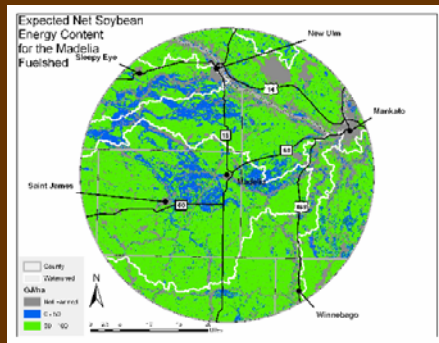 Expected Net Soybean
Energy Content
for the Madelia
Fuelshed
New Ulm
Sleepy Eye
14
Mankato
15
60
Madelia
Saint James
60
169
County
Watershed
GJ/ha
Not Farmed
0 - 50
50 - 100
N
Winnebago